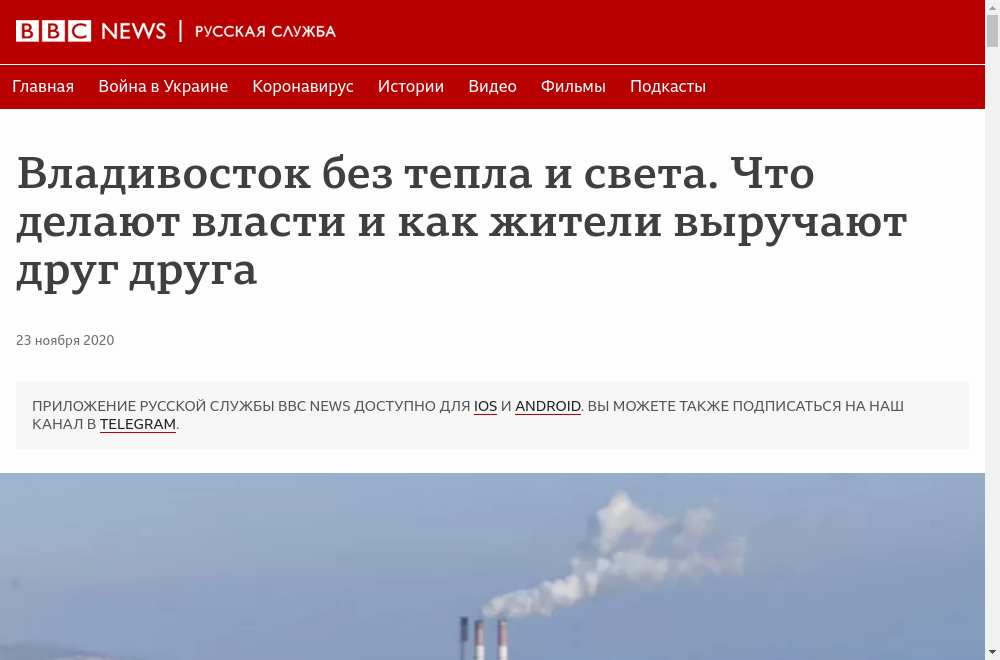 BBC NEWS | РУССКАЯ СЛУЖБА
Главная Война в Украине Коронавирус Истории Видео Фильмы Подкасты
Владивосток без тепла и света. Что
делают власти и как жители выручают
друг друга
23 ноября 2020
ПРИЛОЖЕНИЕ РУССКОЙ СЛУЖБЫ BBC NEWS ДОСТУПНО ДЛЯ IOS И ANDROID. ВЫ МОЖЕТЕ ТАКЖЕ ПОДПИСАТЬСЯ НА НАШ
КАНАЛ В TELEGRAM.